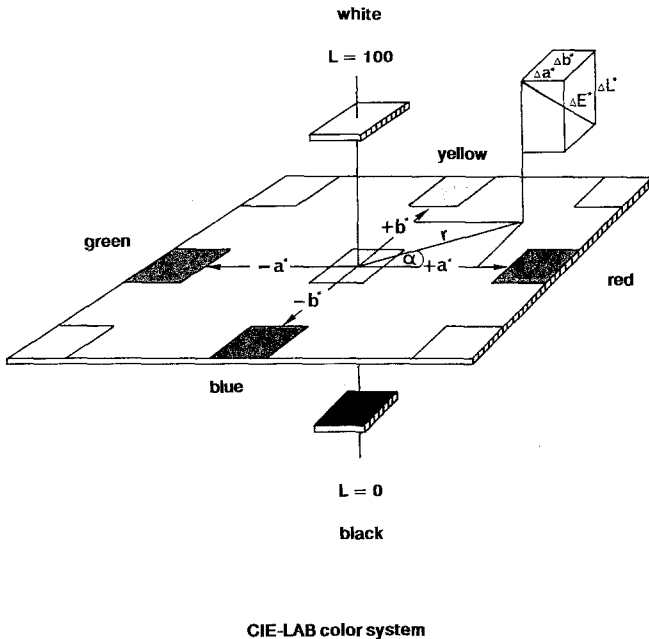 white
L = 100
Δb*
Δa*
ΔE*
ΔL*
yellow
+b*
green
r
−a*
α
+a*
red
−b*
blue
L = 0
black
CIE-LAB color system